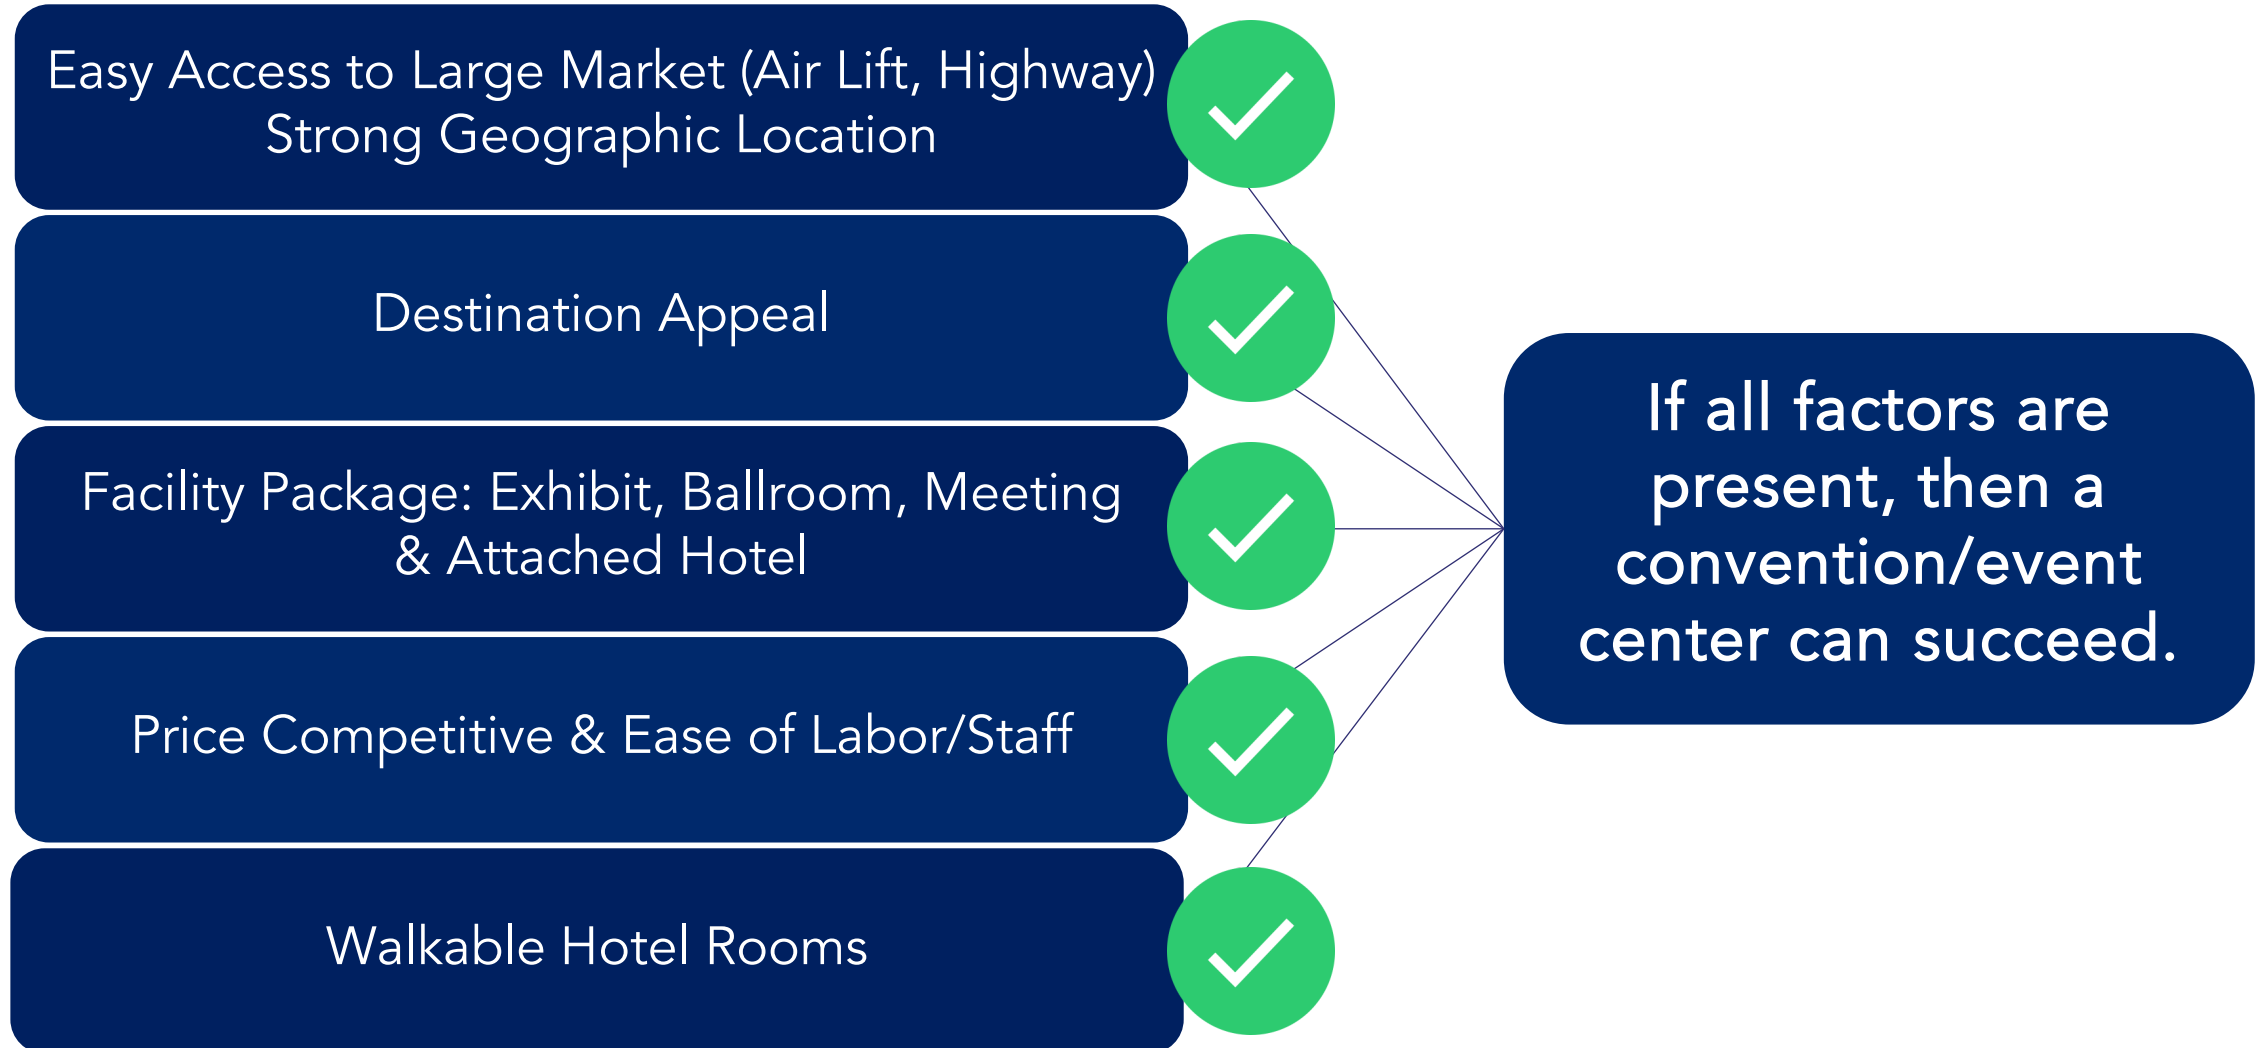 Easy Access to Large Market (Air Lift, Highway)
Strong Geographic Location
Destination Appeal
Facility Package: Exhibit, Ballroom, Meeting
& Attached Hotel
Price Competitive & Ease of Labor/Staff
Walkable Hotel Rooms
If all factors are
present, then a
convention/event
center can succeed.